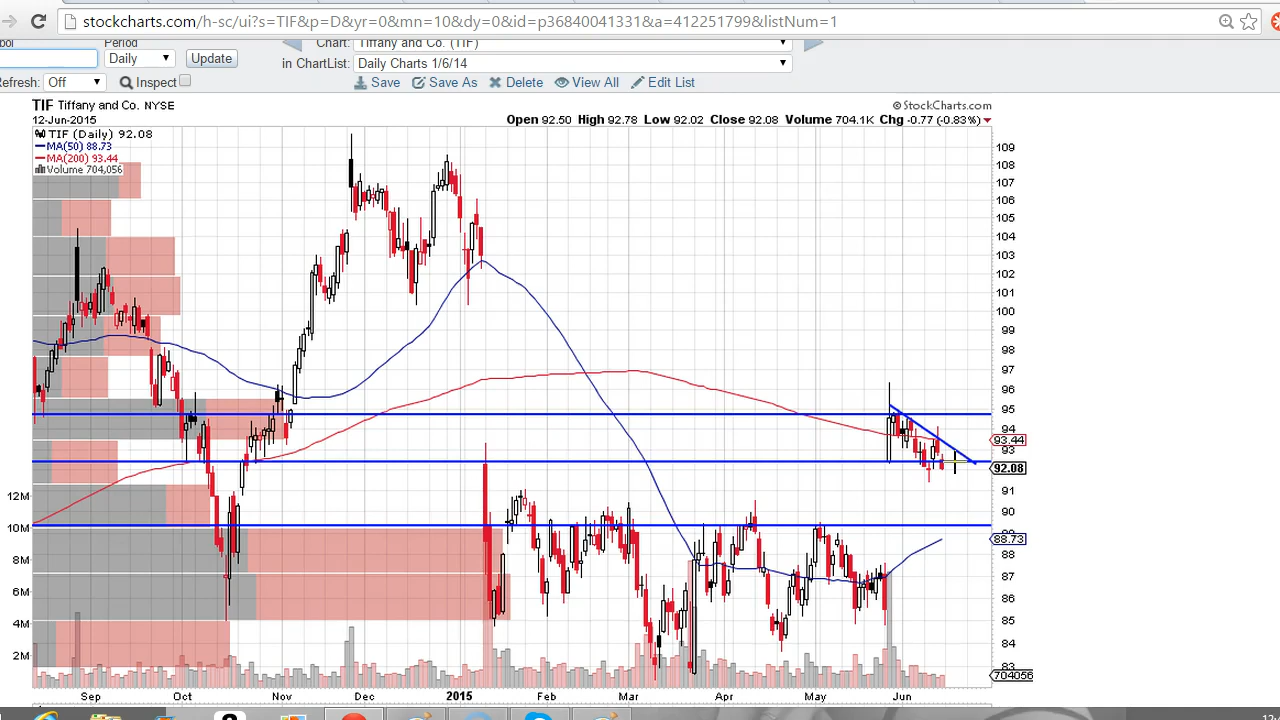 stockcharts.com/h-sc/ui?s=TIF&p=D&yr=0&mn=10&dy=0&id=p36840041331&a=412251799&listNum=1
Period
Chart: Tiffany and Co. (TIF)
Daily Update
in ChartList: Daily Charts 1/6/14
Refresh: Off Inspect Save Save As Delete View All Edit List
TIF Tiffany and Co. NYSE © StockCharts.com
12-Jun-2015 Open 92.50 High 92.78 Low 92.02 Close 92.08 Volume 704.1K Chg -0.77 (-0.83%)
TIF (Daily) 92.08
MA(50) 88.73
MA(200) 93.44
Volume 704,056
109
108
107
106
105
104
103
102
101
100
99
98
97
96
95
94
93.44
93
92.08
91
12M
90
10M
88.73
88
8M
87
6M
86
85
4M
84
2M
83
704056
Sep Oct Nov Dec 2015 Feb Mar Apr May Jun